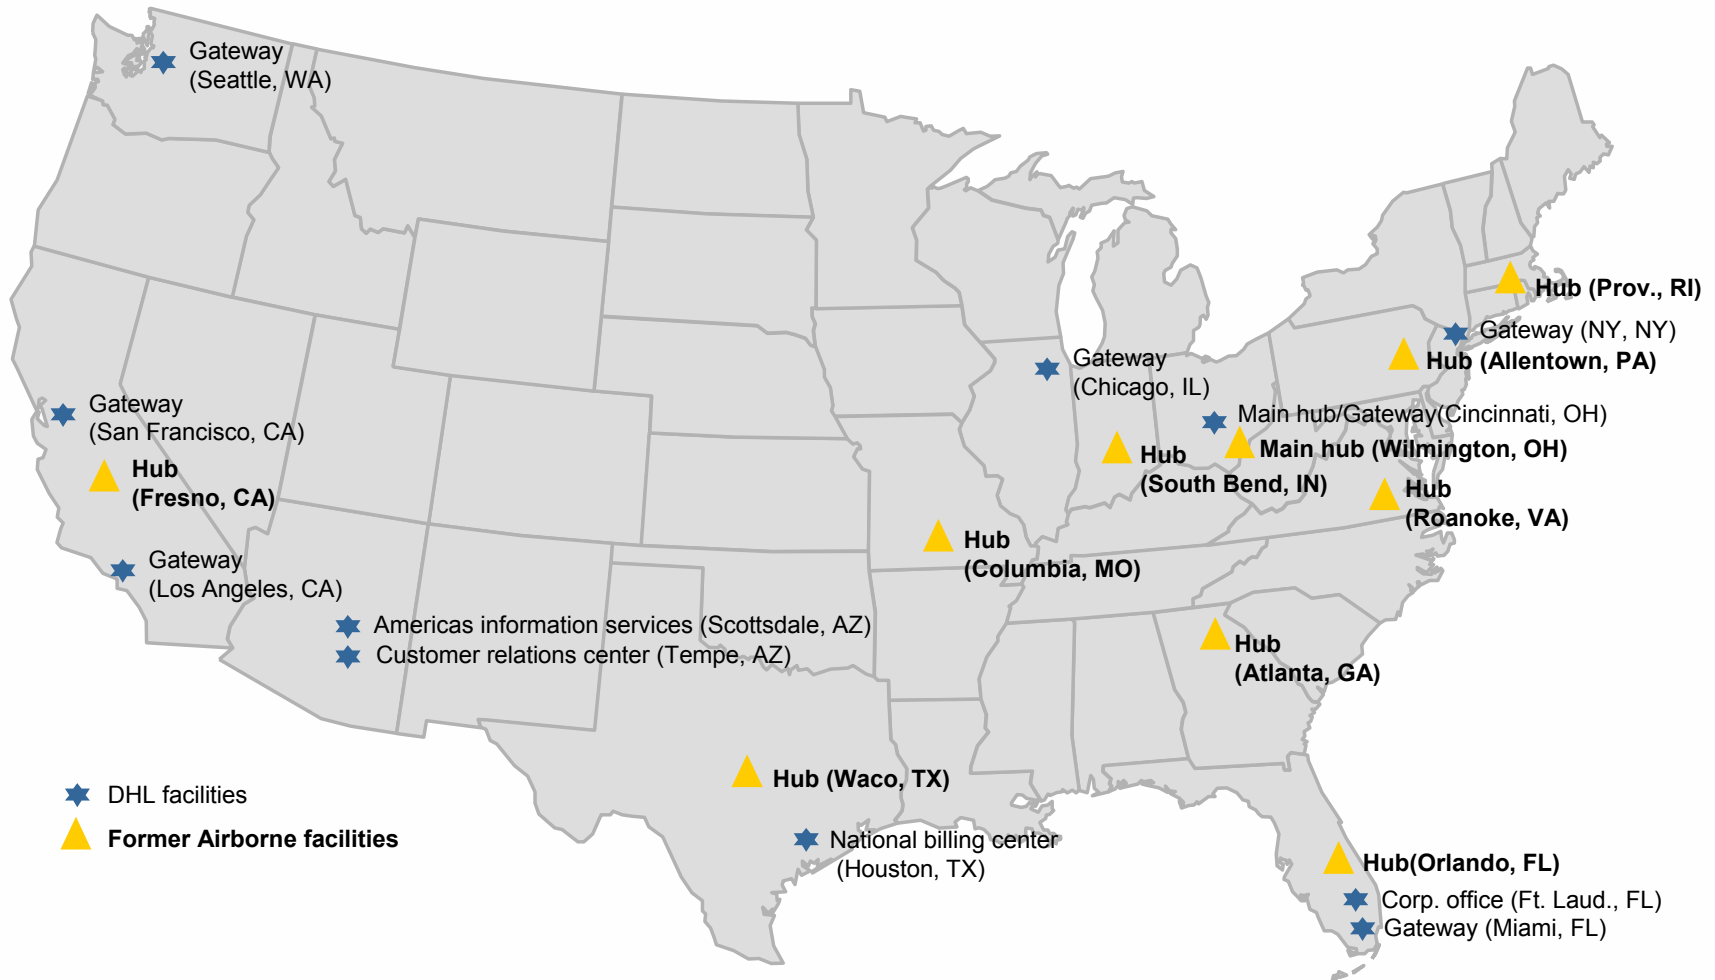 Gateway
(Seattle, WA)
Hub (Prov., RI)
Gateway (NY, NY)
Hub (Allentown, PA)
Gateway
(Chicago, IL)
Gateway
(San Francisco, CA)
Main hub/Gateway(Cincinnati, OH)
Main hub (Wilmington, OH)
Hub
(South Bend, IN)
Hub
(Fresno, CA)
Hub
(Roanoke, VA)
Hub
(Columbia, MO)
Gateway
(Los Angeles, CA)
Americas information services (Scottsdale, AZ)
Customer relations center (Tempe, AZ)
Hub
(Atlanta, GA)
Hub (Waco, TX)
DHL facilities
Former Airborne facilities
National billing center
(Houston, TX)
Hub(Orlando, FL)
Corp. office (Ft. Laud., FL)
Gateway (Miami, FL)